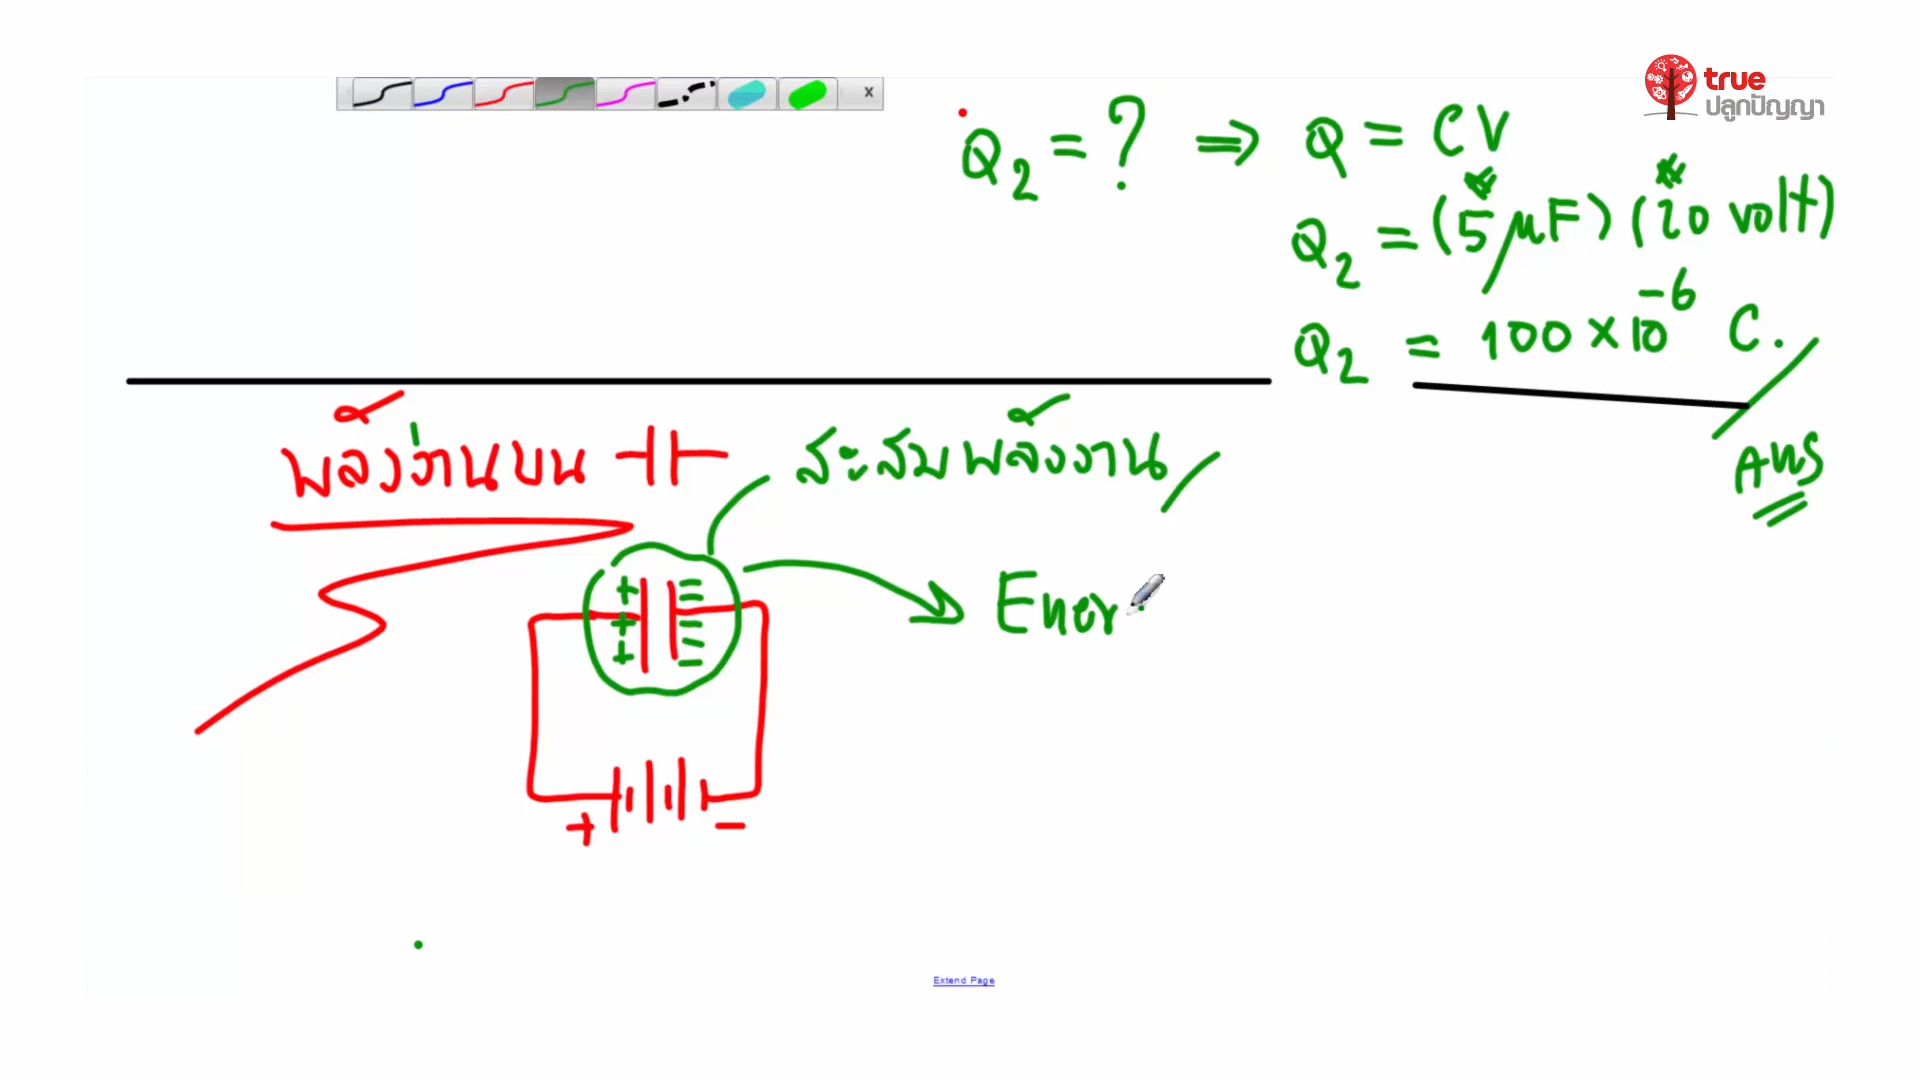 true
ปลูกปัญญา
x
Q2 = ? ⇒ Q = CV
Q2 = (5 μF) (20 volt)
Q2 = 100 × 10^-6 C.
Ans
พลังงานบน
สะสมพลังงาน
+ + +
Ener
+ −
Extend Page